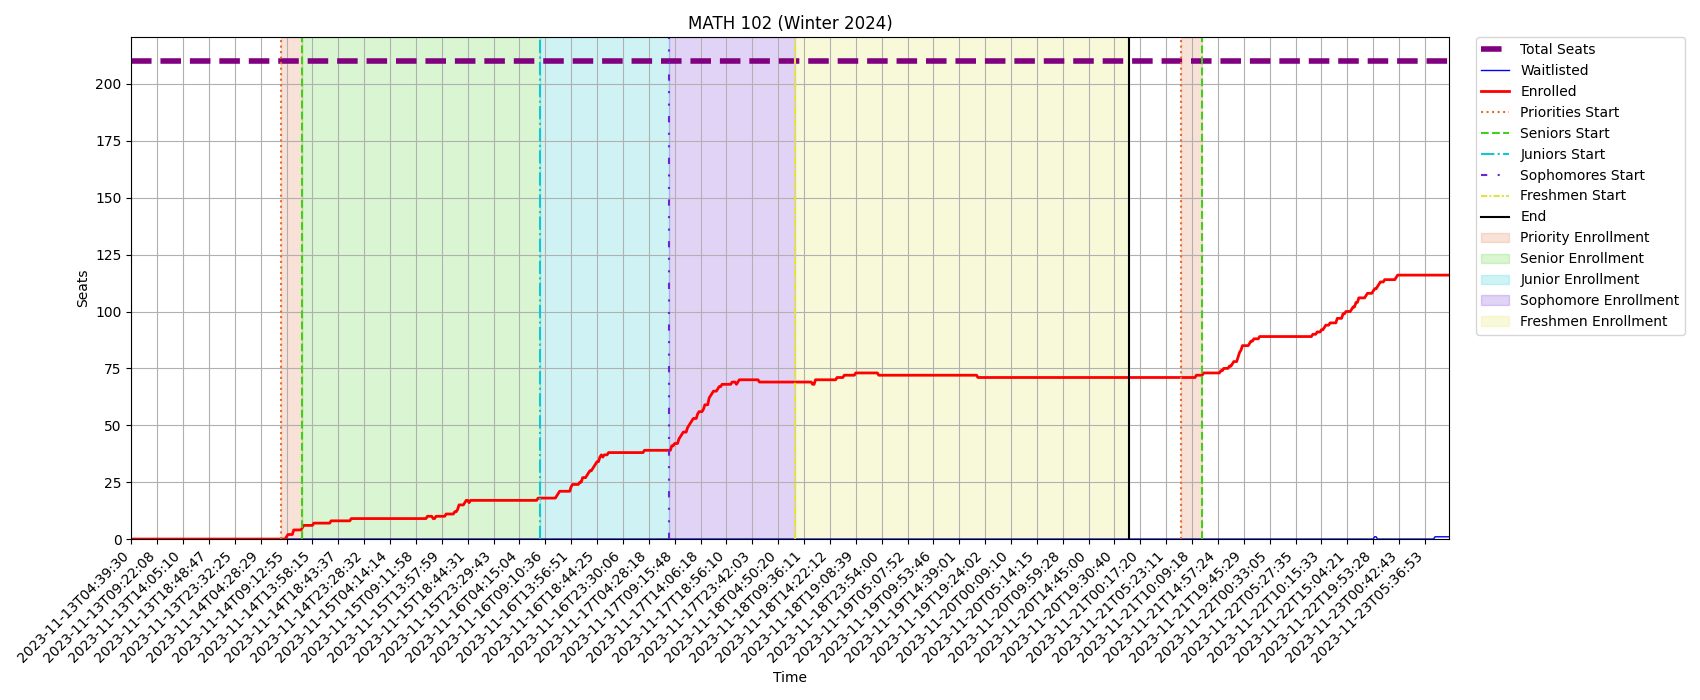 MATH 102 (Winter 2024)
Seats
200
175
150
125
100
75
50
25
0
2023-11-13T04:39:30
2023-11-13T09:22:08
2023-11-13T14:05:10
2023-11-13T18:48:47
2023-11-13T23:32:25
2023-11-14T04:28:29
2023-11-14T09:12:55
2023-11-14T13:58:15
2023-11-14T18:43:37
2023-11-14T23:28:32
2023-11-15T04:14:14
2023-11-15T09:11:58
2023-11-15T13:57:59
2023-11-15T18:44:31
2023-11-15T23:29:43
2023-11-16T04:15:04
2023-11-16T09:10:36
2023-11-16T13:56:51
2023-11-16T18:44:25
2023-11-16T23:30:06
2023-11-17T04:28:18
2023-11-17T09:15:48
2023-11-17T14:06:18
2023-11-17T18:56:10
2023-11-17T23:42:03
2023-11-18T04:50:20
2023-11-18T09:36:11
2023-11-18T14:22:12
2023-11-18T19:08:39
2023-11-18T23:54:00
2023-11-19T05:07:52
2023-11-19T09:53:46
2023-11-19T14:39:01
2023-11-19T19:24:02
2023-11-20T00:09:10
2023-11-20T05:14:15
2023-11-20T09:59:28
2023-11-20T14:45:00
2023-11-20T19:30:40
2023-11-21T00:17:20
2023-11-21T05:23:11
2023-11-21T10:09:18
2023-11-21T14:57:24
2023-11-21T19:45:29
2023-11-22T00:33:05
2023-11-22T05:27:35
2023-11-22T10:15:33
2023-11-22T15:04:21
2023-11-22T19:53:28
2023-11-23T00:42:43
2023-11-23T05:36:53
Time
Total Seats
Waitlisted
Enrolled
Priorities Start
Seniors Start
Juniors Start
Sophomores Start
Freshmen Start
End
Priority Enrollment
Senior Enrollment
Junior Enrollment
Sophomore Enrollment
Freshmen Enrollment